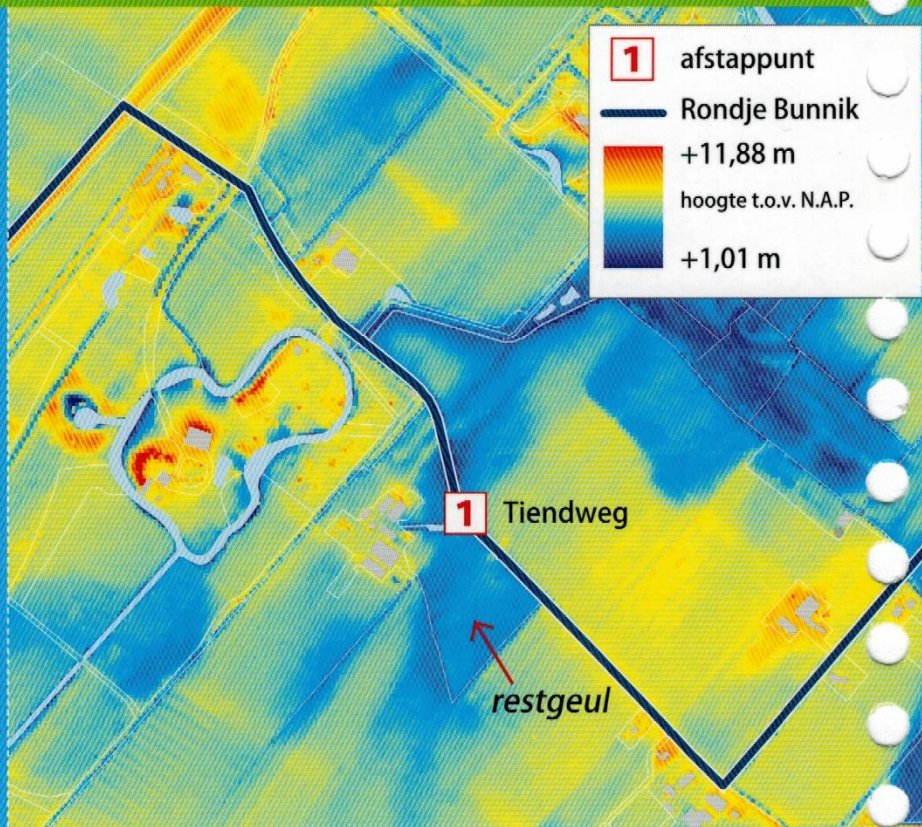 1 afstappunt
Rondje Bunnik
+11,88 m
hoogte t.o.v. N.A.P.
+1,01 m
1 Tiendweg
restgeul